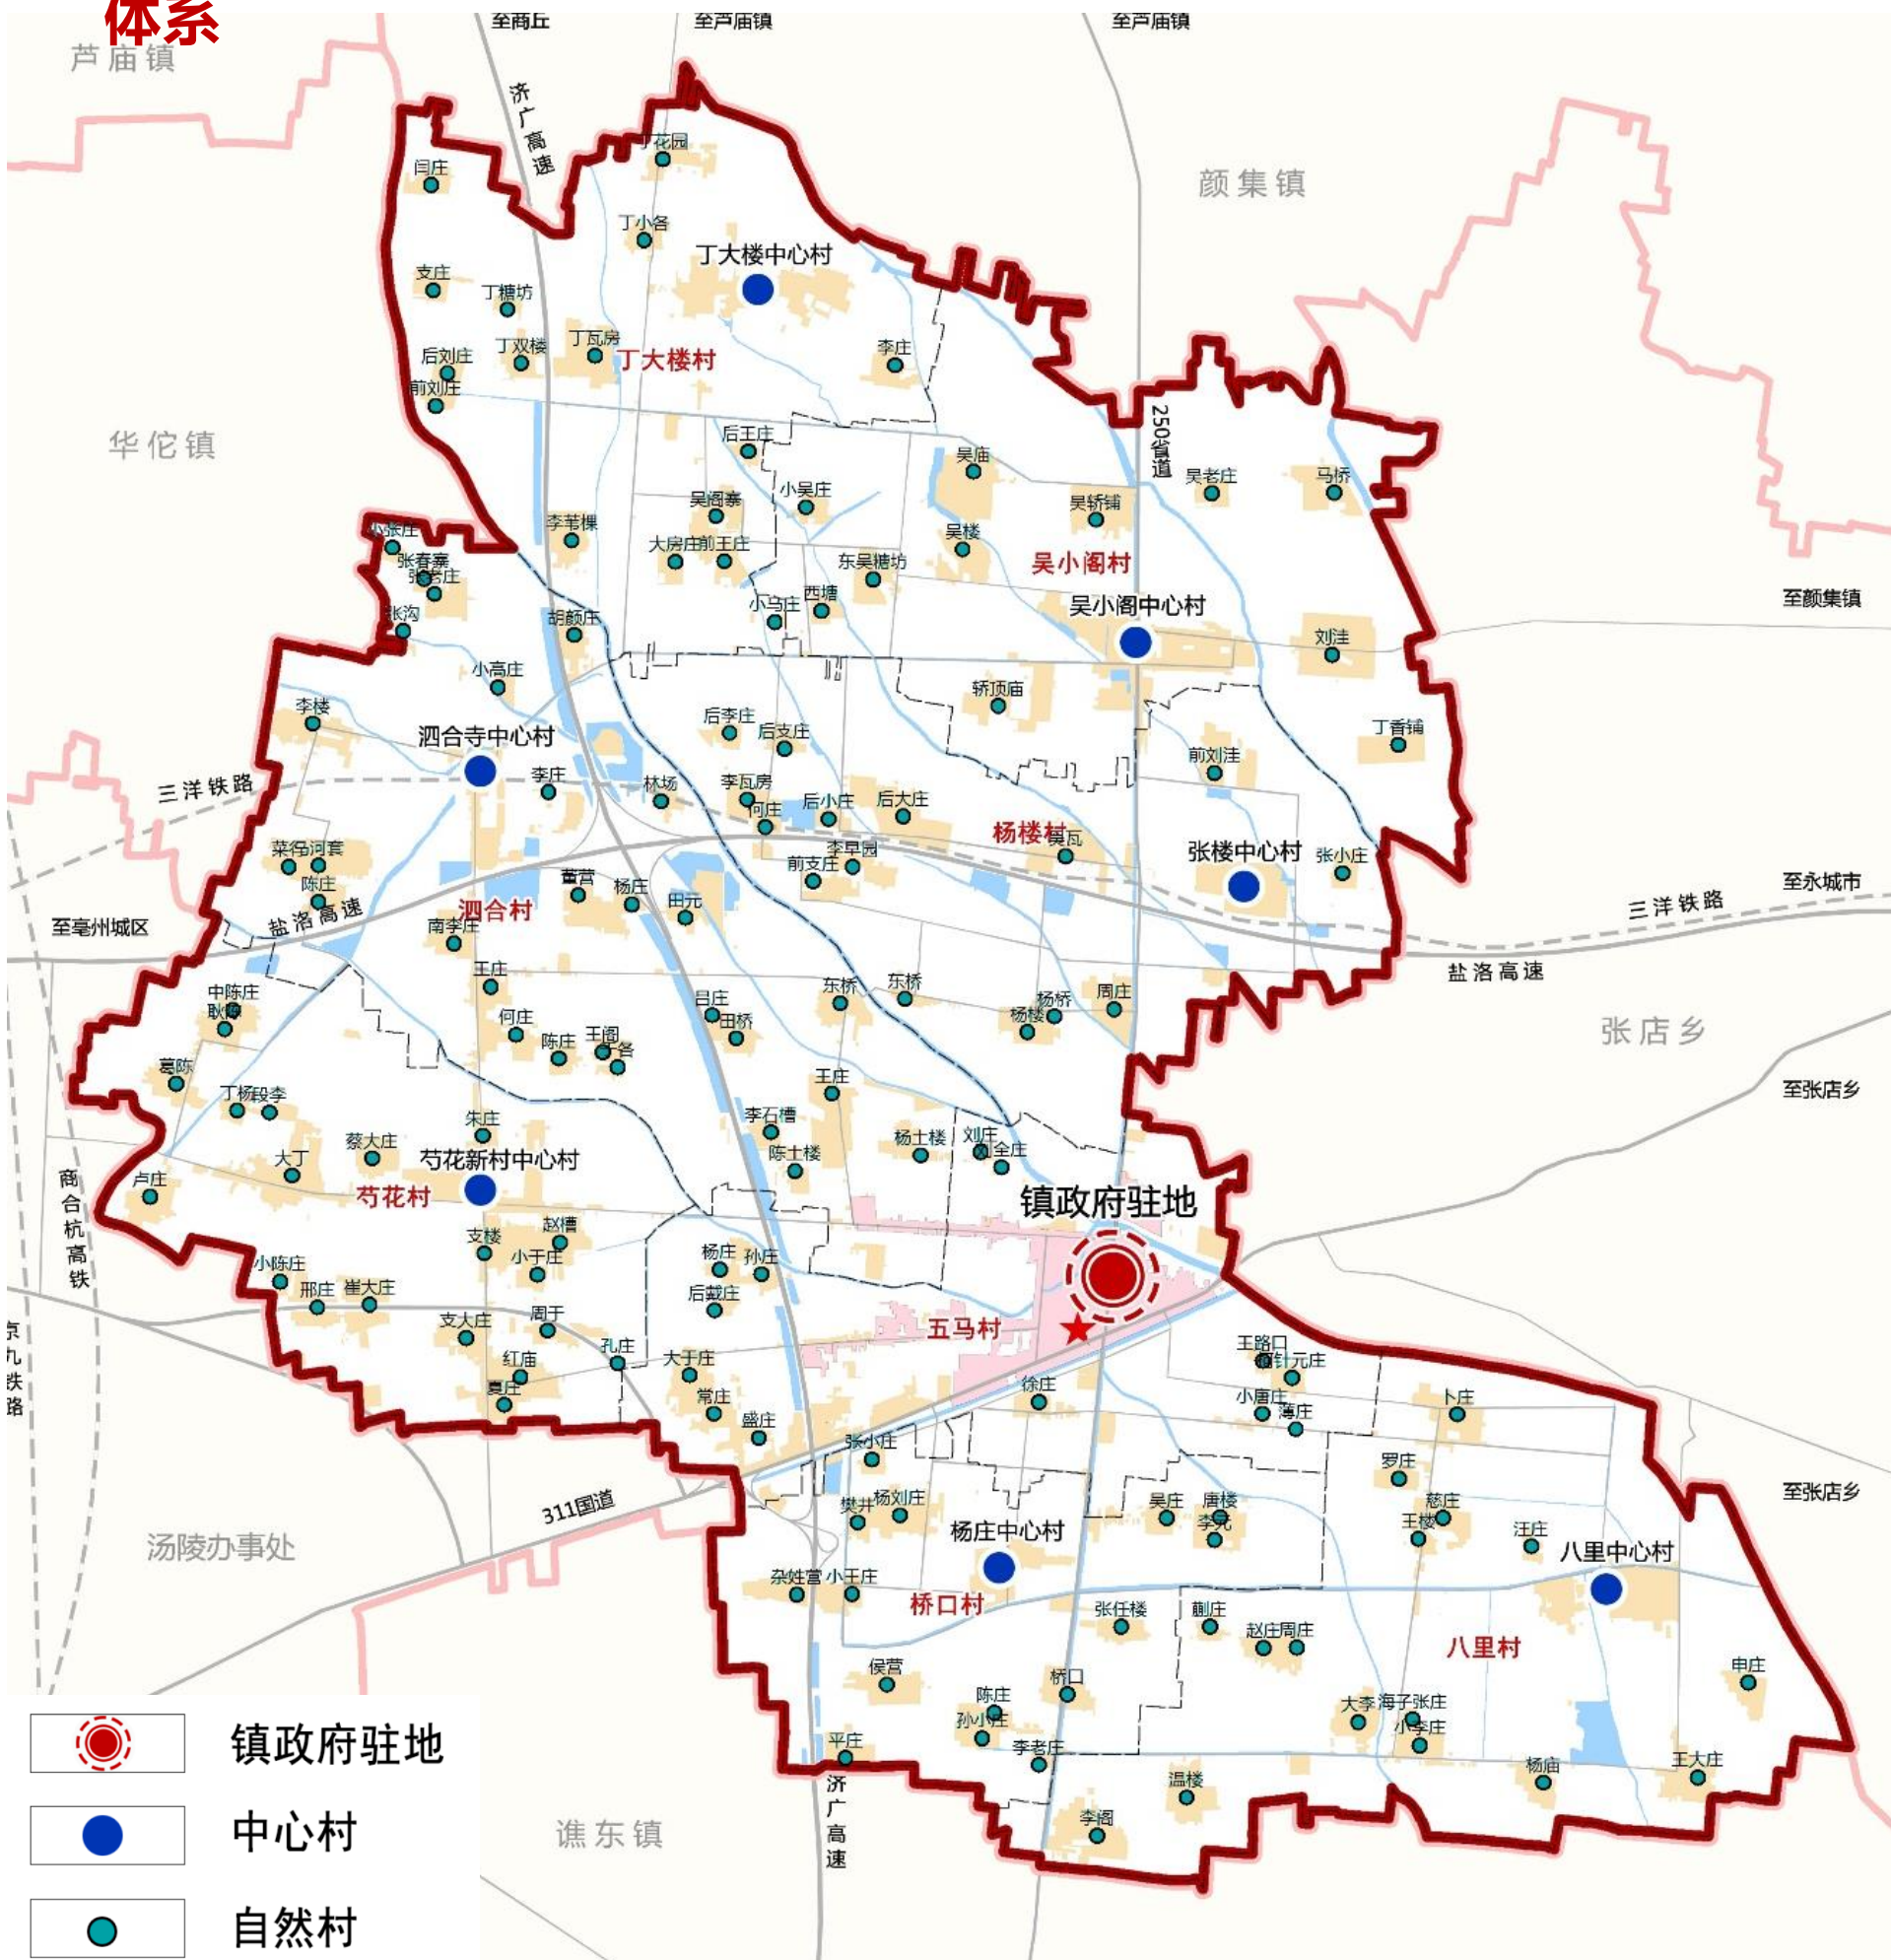 体系
至商丘
至芦庙镇
至芦庙镇
芦庙镇
济广高速
丁花园
闫庄
颜集镇
丁小各
丁大楼中心村
支庄
丁糖坊
丁瓦房
丁双楼
后刘庄
丁大楼村
李庄
前刘庄
250省道
华佗镇
后王庄
吴庙
吴老庄
马桥
小吴庄
吴阁寨
吴轿铺
李苇棵
小张庄
吴楼
大房庄
前王庄
张春寨
东吴糖坊
吴小阁村
张老庄
西塘
小马庄
吴小阁中心村
至颜集镇
张沟
胡颜庄
刘洼
小高庄
轿顶庙
李楼
后李庄
后支庄
丁香铺
泗合寺中心村
前刘洼
李庄
林场
李瓦房
三洋铁路
何庄
后小庄
后大庄
杨楼村
吴瓦
李早园
张楼中心村
张小庄
前支庄
陈庄
董营
杨庄
至永城市
田元
泗合村
三洋铁路
盐洛高速
至亳州城区
南李庄
王庄
盐洛高速
中陈庄
东桥
东桥
周庄
杨桥
吕庄
杨楼
田桥
何庄
张店乡
陈庄
王阁
葛陈
王庄
至张店乡
丁杨
段李
朱庄
李石槽
蔡大庄
杨土楼
刘庄
大丁
芍花新村中心村
陈土楼
刘全庄
卢庄
芍花村
镇政府驻地
商合杭高铁
赵槽
支楼
小于庄
杨庄
孙庄
小陈庄
后戴庄
邢庄
崔大庄
支大庄
周于
五马村
京九铁路
孔庄
王路口
红庙
大于庄
针元庄
夏庄
徐庄
小唐庄
常庄
薄庄
卜庄
盛庄
张小庄
罗庄
至张店乡
311国道
樊井
杨刘庄
吴庄
唐楼
慈庄
李元
王楼
汪庄
汤陵办事处
杨庄中心村
八里中心村
杂姓营
小王庄
桥口村
张任楼
蒯庄
赵庄
周庄
八里村
侯营
桥口
申庄
陈庄
大李
海子张庄
孙小庄
小李庄
平庄
李老庄
杨庙
王大庄
温楼
济广高速
李阁
谯东镇
镇政府驻地
中心村
自然村